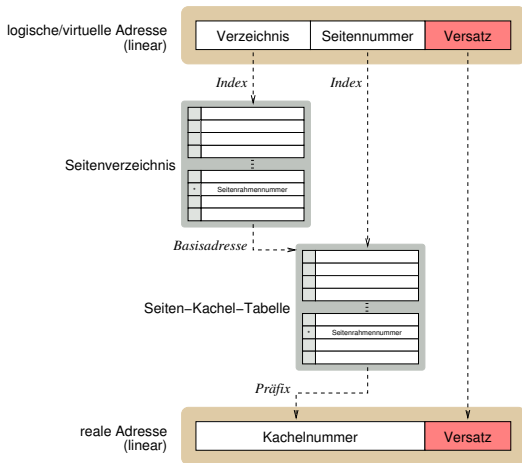 logische/virtuelle Adresse
(linear)
Verzeichnis Seitennummer Versatz
Index Index
Seitenverzeichnis
* Seitenrahmennummer
Basisadresse
Seiten−Kachel−Tabelle
* Seitenrahmennummer
Präfix
reale Adresse
(linear)
Kachelnummer Versatz